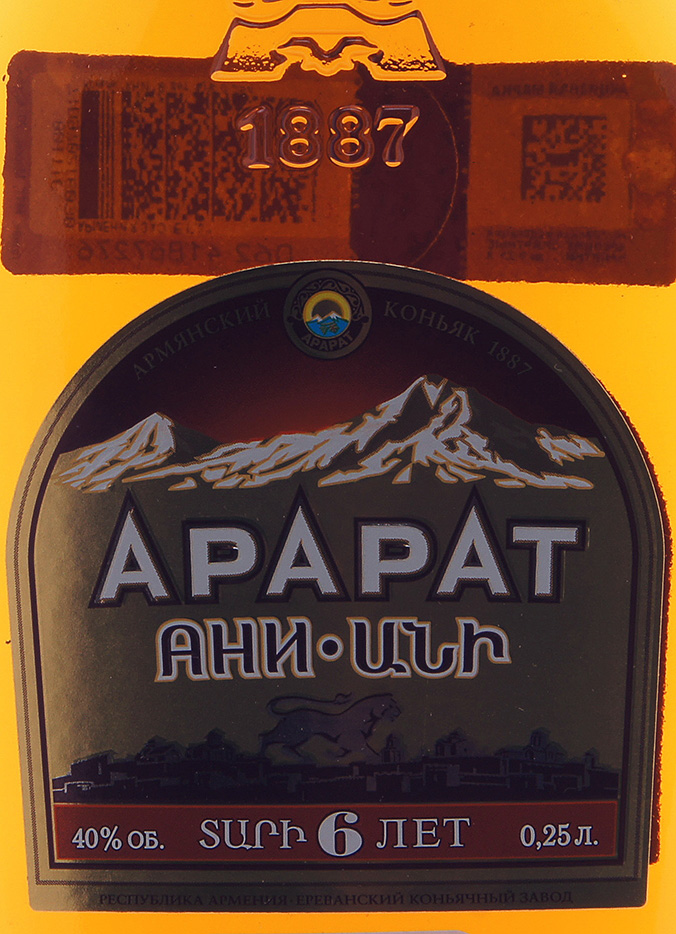 1887
АРМЯНСКИЙ КОНЬЯК 1887
АРАРАТ
АРАРАТ
АНИ·ԱՆԻ
40% ОБ. ՏԱՐԻ 6 ЛЕТ 0,25 Л.
РЕСПУБЛИКА АРМЕНИЯ·ЕРЕВАНСКИЙ КОНЬЯЧНЫЙ ЗАВОД